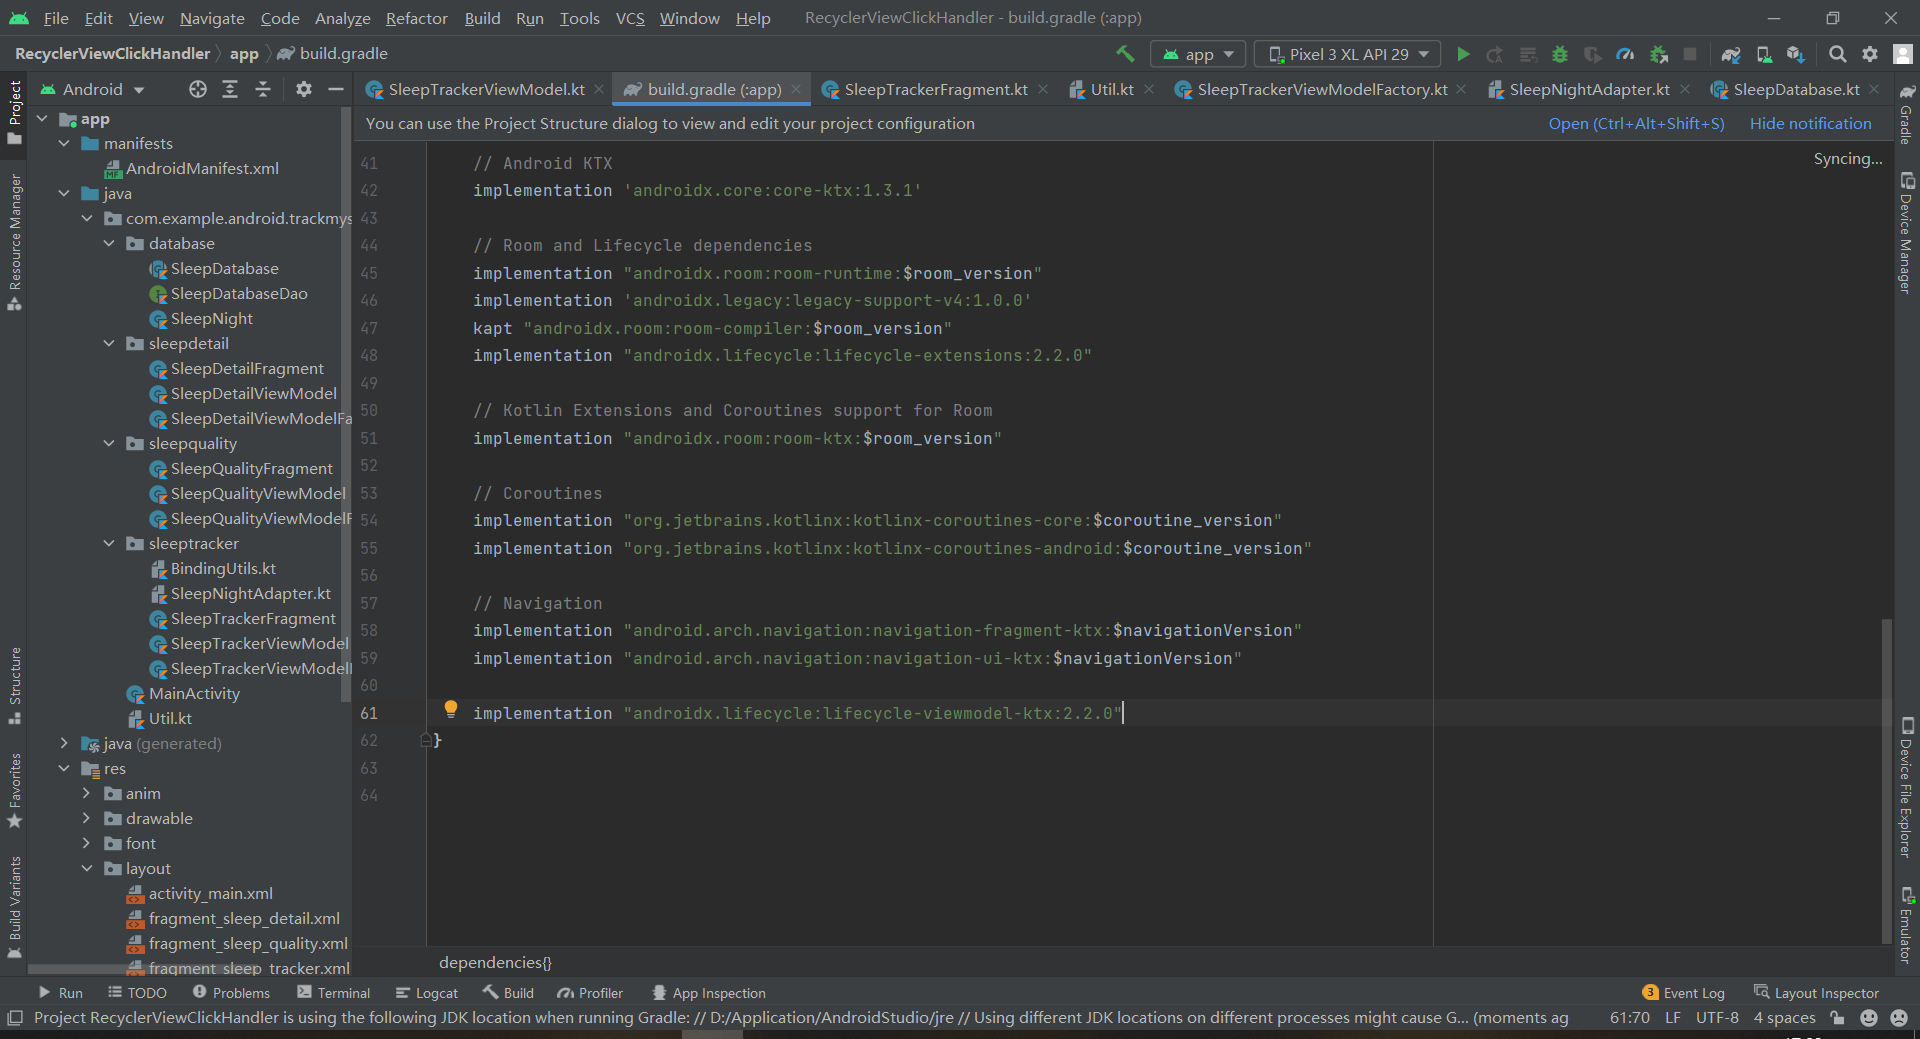 File Edit View Navigate Code Analyze Refactor Build Run Tools VCS Window Help RecyclerViewClickHandler - build.gradle (:app)
RecyclerViewClickHandler app build.gradle
app Pixel 3 XL API 29
Android
SleepTrackerViewModel.kt build.gradle (:app) SleepTrackerFragment.kt Util.kt SleepTrackerViewModelFactory.kt SleepNightAdapter.kt SleepDatabase.kt
You can use the Project Structure dialog to view and edit your project configuration Open (Ctrl+Alt+Shift+S) Hide notification
Syncing...
Project
Resource Manager
Structure
Favorites
Build Variants
app
manifests
AndroidManifest.xml
java
com.example.android.trackmys
database
SleepDatabase
SleepDatabaseDao
SleepNight
sleepdetail
SleepDetailFragment
SleepDetailViewModel
SleepDetailViewModelFa
sleepquality
SleepQualityFragment
SleepQualityViewModel
SleepQualityViewModelF
sleeptracker
BindingUtils.kt
SleepNightAdapter.kt
SleepTrackerFragment
SleepTrackerViewModel
SleepTrackerViewModel
MainActivity
Util.kt
java (generated)
res
anim
drawable
font
layout
activity_main.xml
fragment_sleep_detail.xml
fragment_sleep_quality.xml
fragment_sleep_tracker.xml
41 // Android KTX
42 implementation 'androidx.core:core-ktx:1.3.1'
43
44 // Room and Lifecycle dependencies
45 implementation "androidx.room:room-runtime:$room_version"
46 implementation 'androidx.legacy:legacy-support-v4:1.0.0'
47 kapt "androidx.room:room-compiler:$room_version"
48 implementation "androidx.lifecycle:lifecycle-extensions:2.2.0"
49
50 // Kotlin Extensions and Coroutines support for Room
51 implementation "androidx.room:room-ktx:$room_version"
52
53 // Coroutines
54 implementation "org.jetbrains.kotlinx:kotlinx-coroutines-core:$coroutine_version"
55 implementation "org.jetbrains.kotlinx:kotlinx-coroutines-android:$coroutine_version"
56
57 // Navigation
58 implementation "android.arch.navigation:navigation-fragment-ktx:$navigationVersion"
59 implementation "android.arch.navigation:navigation-ui-ktx:$navigationVersion"
60
61 implementation "androidx.lifecycle:lifecycle-viewmodel-ktx:2.2.0"
62 }
63
64
dependencies{}
Gradle
Device Manager
Device File Explorer
Emulator
Run TODO Problems Terminal Logcat Build Profiler App Inspection 3 Event Log Layout Inspector
Project RecyclerViewClickHandler is using the following JDK location when running Gradle: // D:/Application/AndroidStudio/jre // Using different JDK locations on different processes might cause G... (moments ag 61:70 LF UTF-8 4 spaces